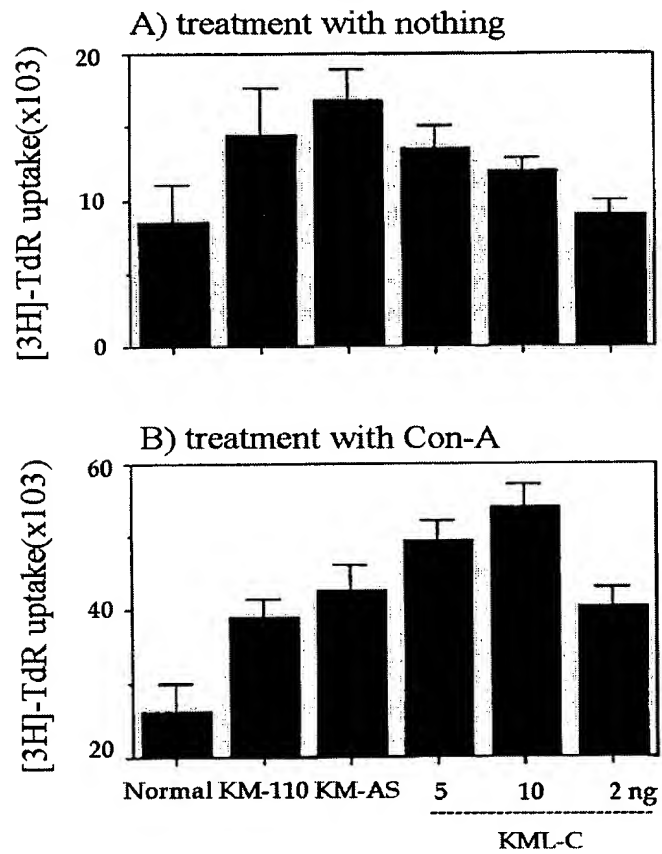 A) treatment with nothing
[3H]-TdR uptake(x103)
20
10
0
B) treatment with Con-A
[3H]-TdR uptake(x103)
60
40
20
Normal KM-110 KM-AS 5 10 2 ng
KML-C